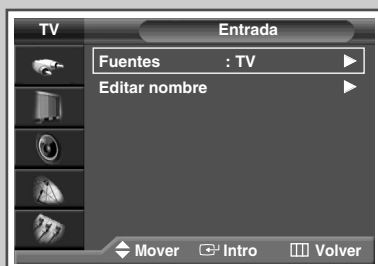 TV Entrada
Fuentes : TV
Editar nombre
Mover Intro Volver